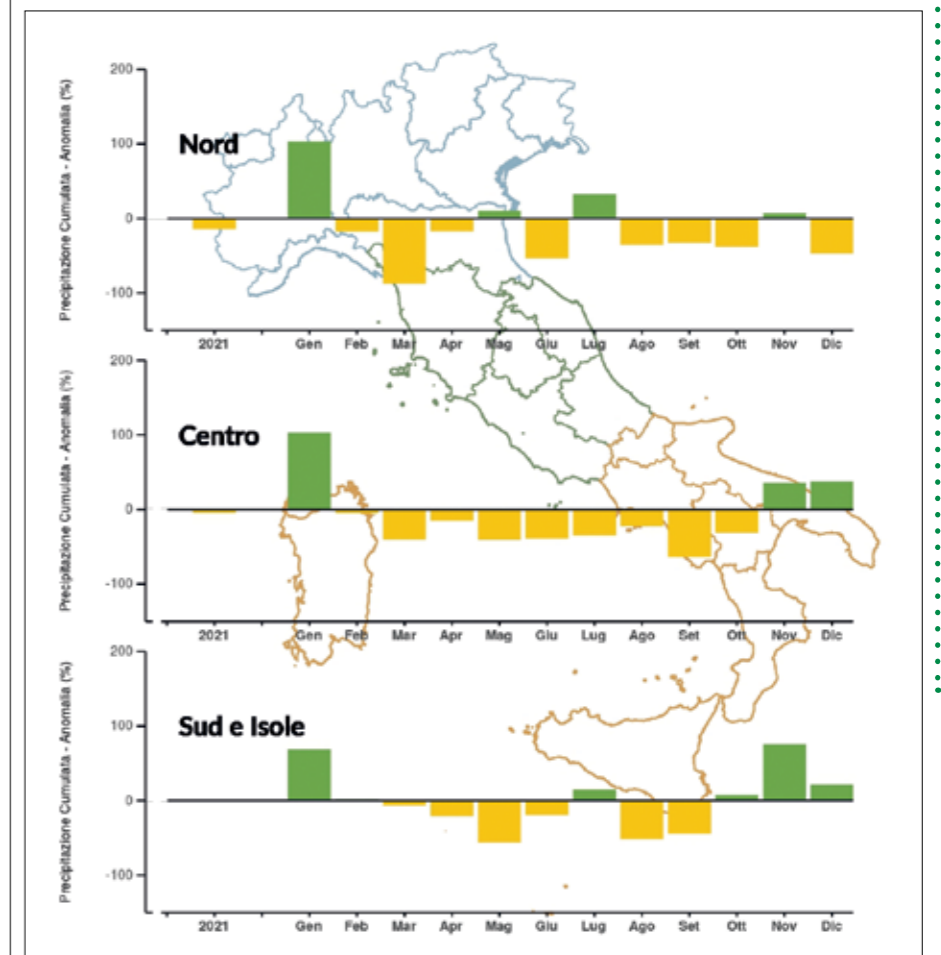 Precipitazione Cumulata - Anomalia (%)
200
100
0
-100
Nord
2021 Gen Feb Mar Apr Mag Giu Lug Ago Set Ott Nov Dic
Precipitazione Cumulata - Anomalia (%)
200
100
0
-100
Centro
2021 Gen Feb Mar Apr Mag Giu Lug Ago Set Ott Nov Dic
Precipitazione Cumulata - Anomalia (%)
200
100
0
-100
Sud e Isole
2021 Gen Feb Mar Apr Mag Giu Lug Ago Set Ott Nov Dic